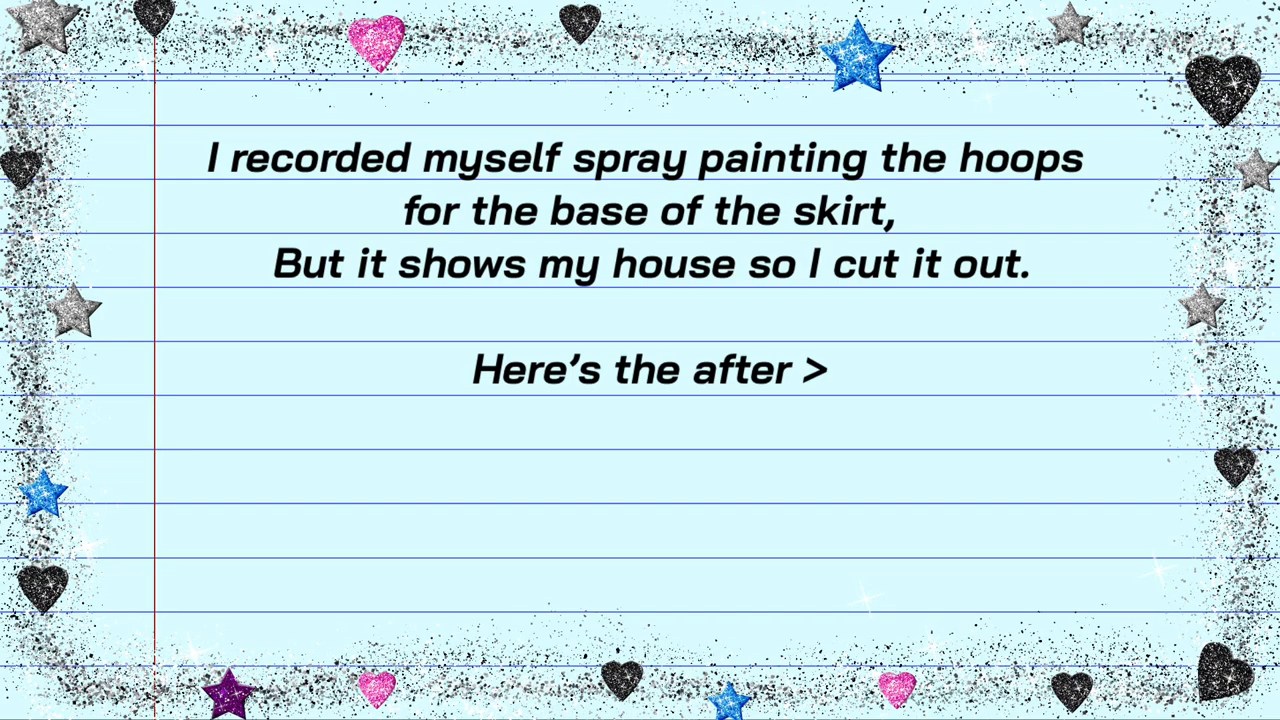 I recorded myself spray painting the hoops
for the base of the skirt,
But it shows my house so I cut it out.
Here’s the after >